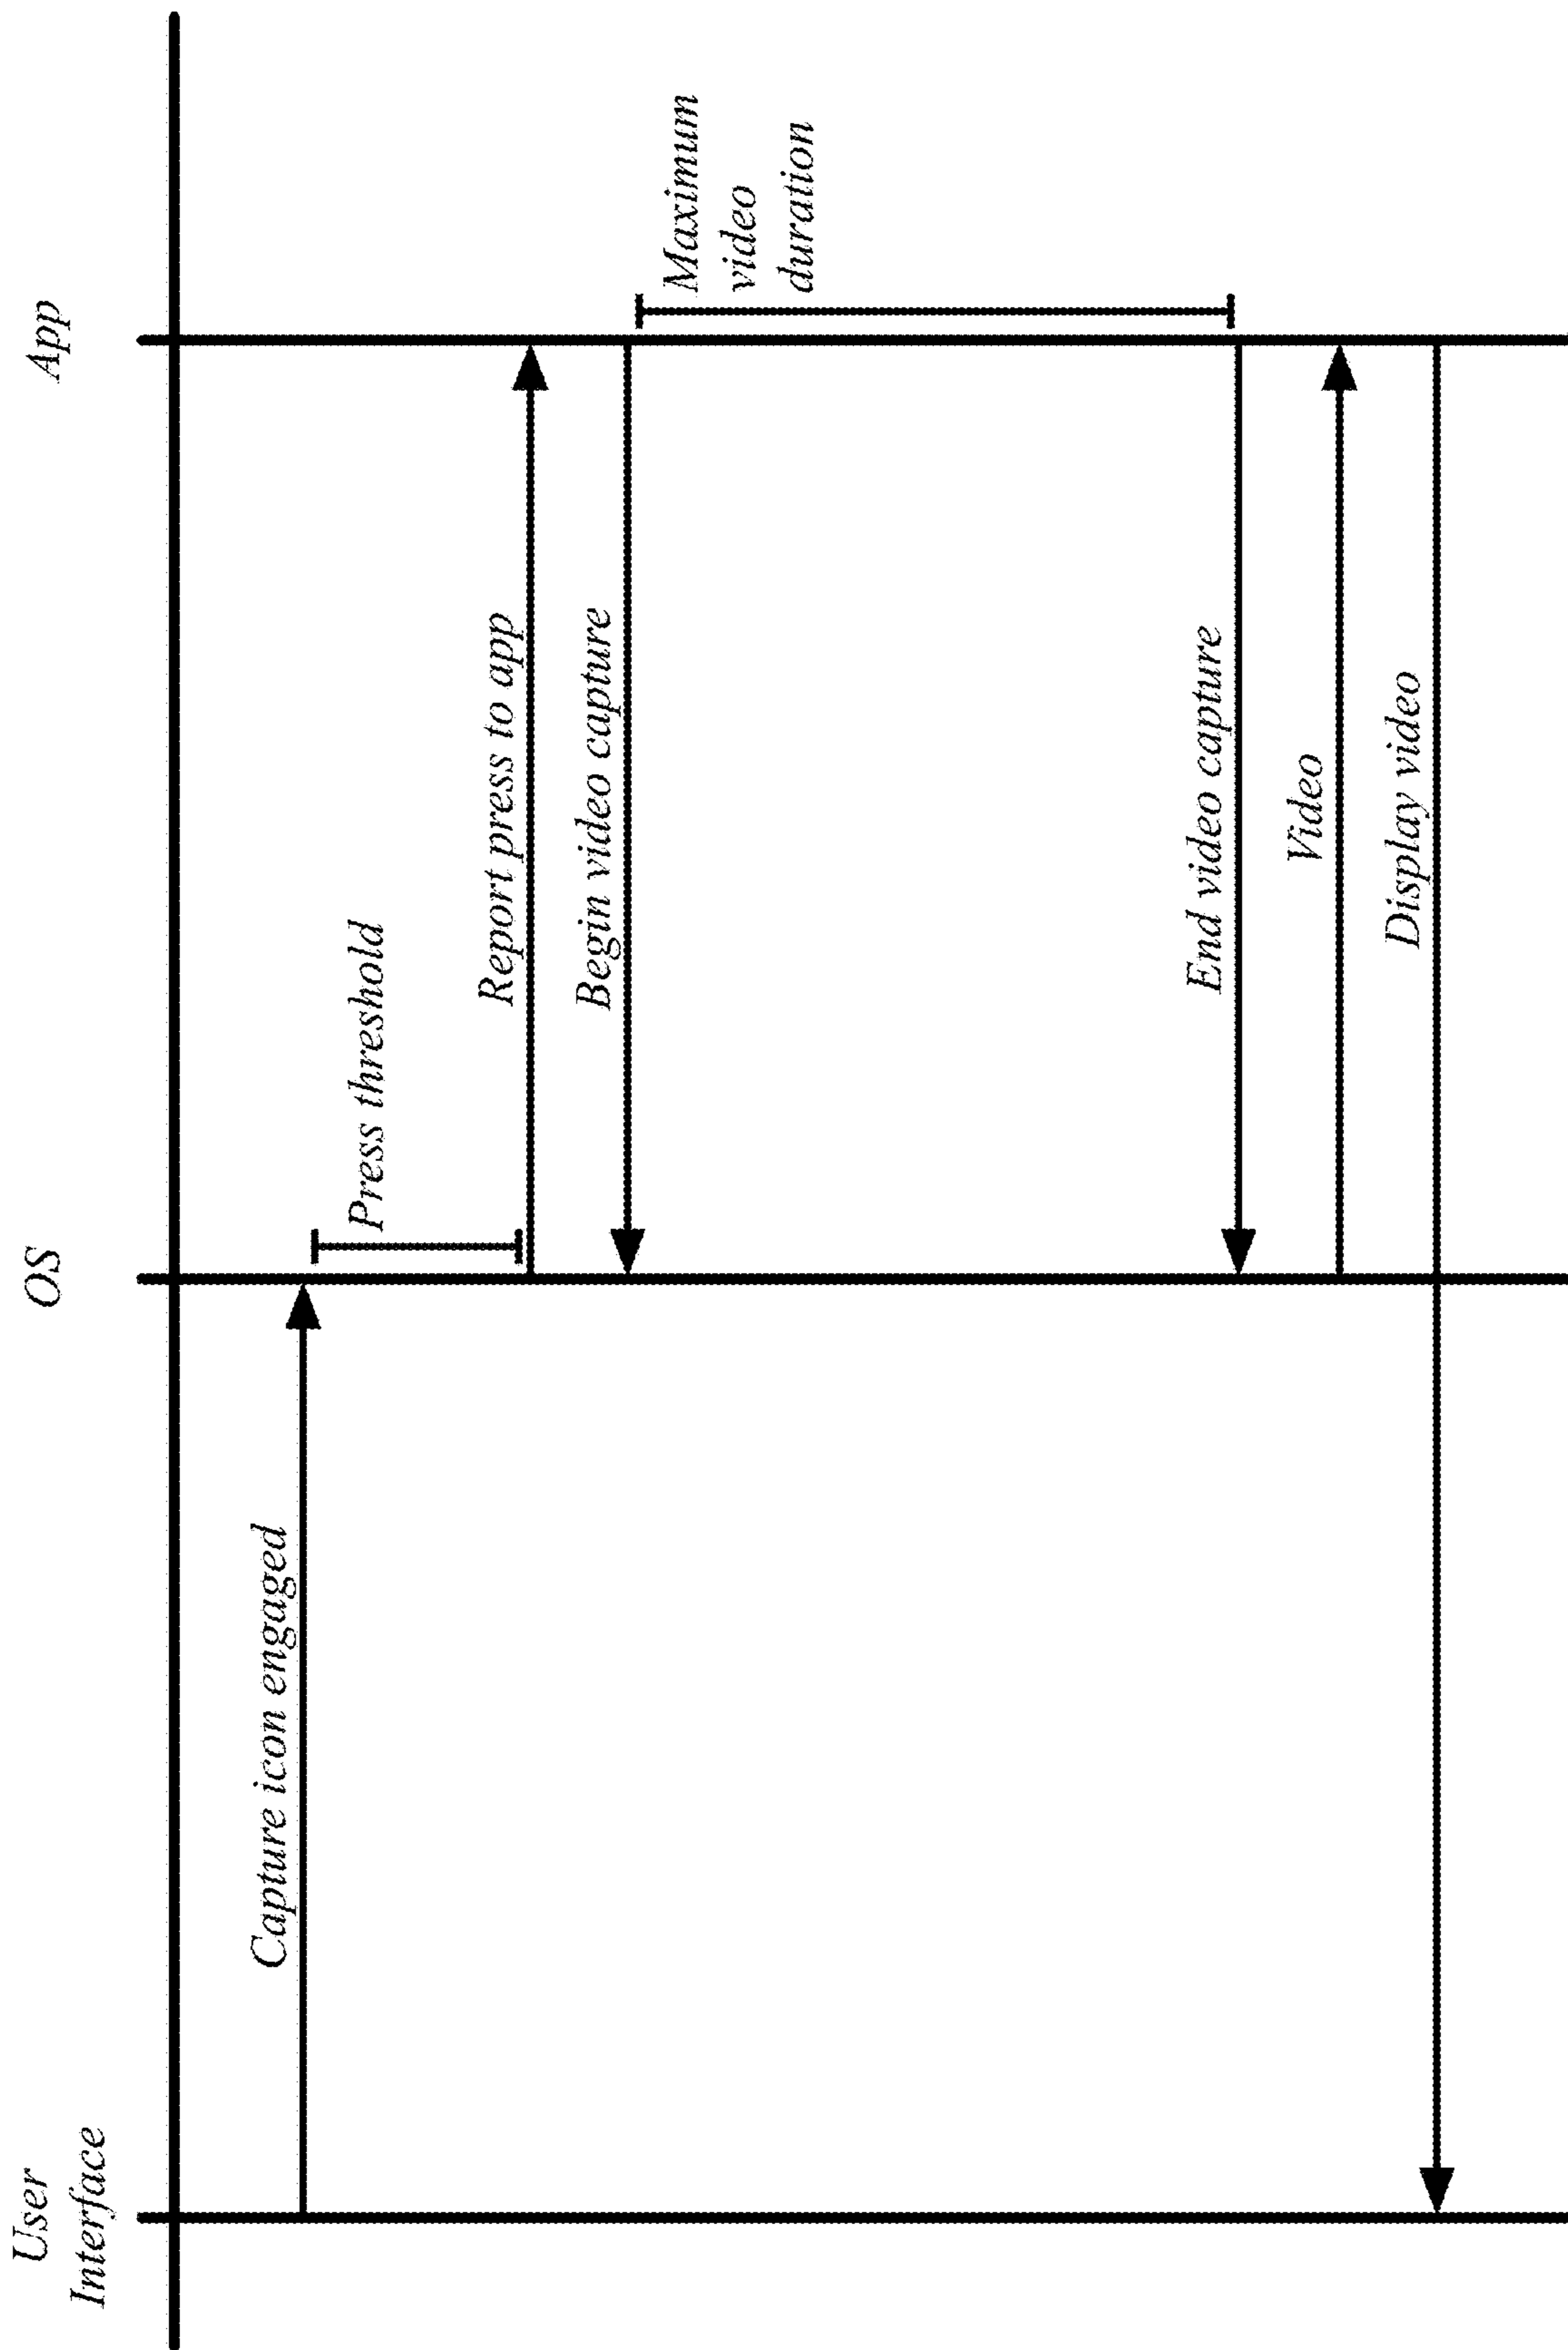 User
Interface
OS
App
Capture icon engaged
Press threshold
Report press to app
Begin video capture
Maximum
video
duration
End video capture
Video
Display video